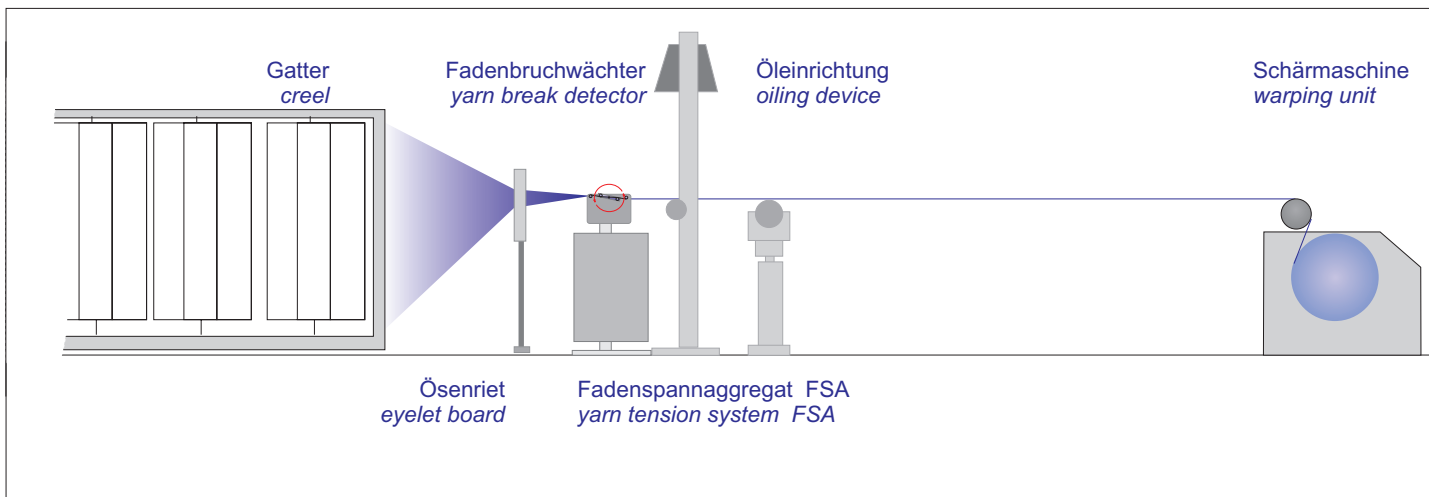 Gatter
creel
Fadenbruchwächter
yarn break detector
Öleinrichtung
oiling device
Schärmaschine
warping unit
Ösenriet
eyelet board
Fadenspannaggregat FSA
yarn tension system FSA